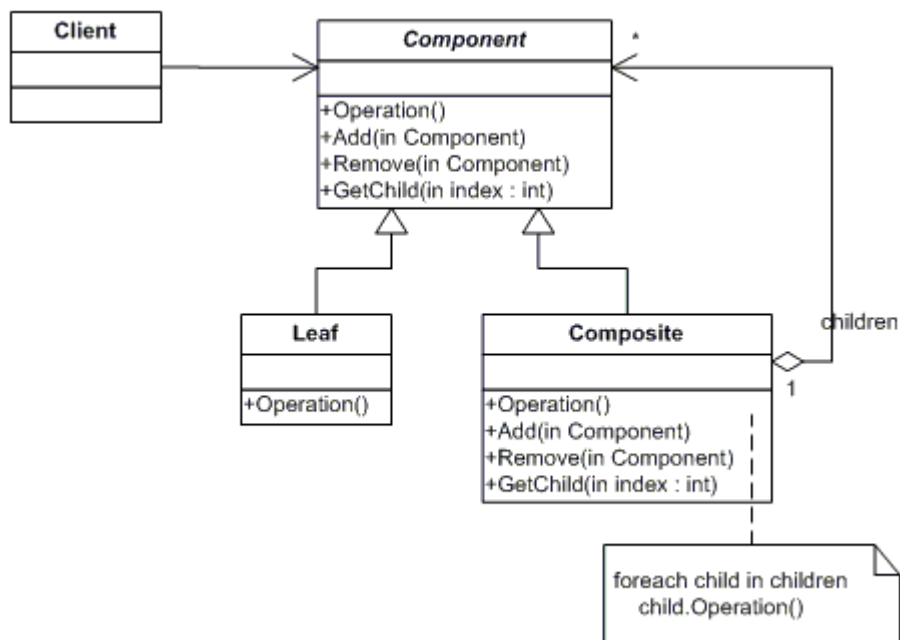 Client
Component
*
+Operation()
+Add(in Component)
+Remove(in Component)
+GetChild(in index : int)
children
Leaf
+Operation()
Composite
1
+Operation()
+Add(in Component)
+Remove(in Component)
+GetChild(in index : int)
foreach child in children
child.Operation()